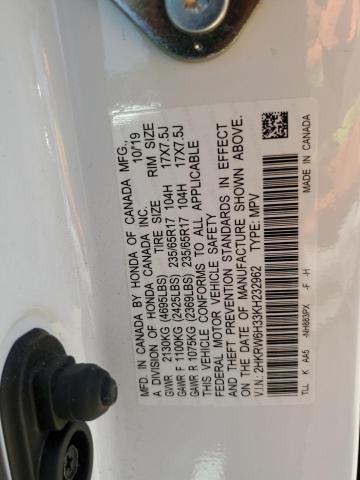 MFD. IN CANADA BY HONDA OF CANADA MFG., 10/19
A DIVISION OF HONDA CANADA INC.
TIRE SIZE RIM SIZE
GVWR 2130KG (4695LBS)
GAWR F 1100KG (2425LBS) 235/65R17 104H 17X7.5J
GAWR R 1075KG (2369LBS) 235/65R17 104H 17X7.5J
THIS VEHICLE CONFORMS TO ALL APPLICABLE
FEDERAL MOTOR VEHICLE SAFETY
AND THEFT PREVENTION STANDARDS IN EFFECT
ON THE DATE OF MANUFACTURE SHOWN ABOVE.
V.I.N.: 2HKRW6H33KH232962 TYPE: MPV
TLL K AA5 -NH883PX -F -H MADE IN CANADA